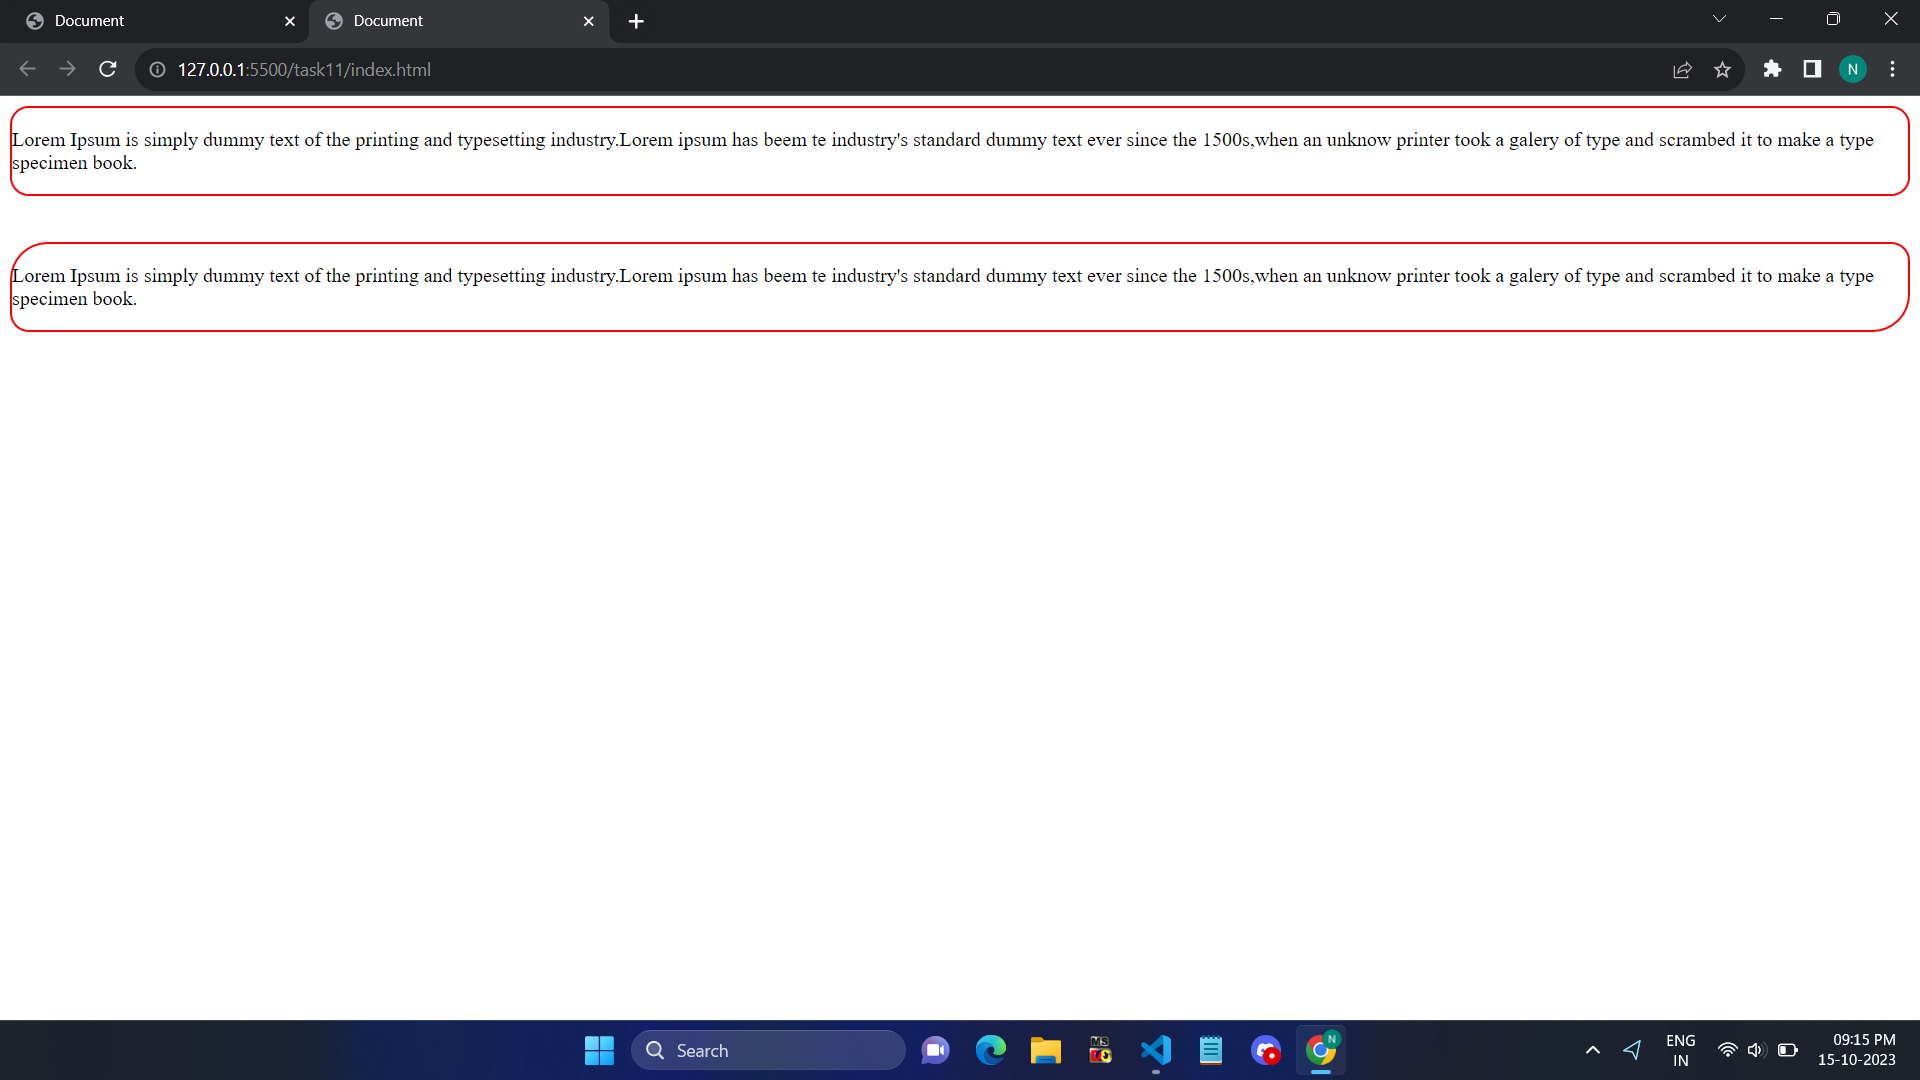 Document
Document
127.0.0.1:5500/task11/index.html
N
Lorem Ipsum is simply dummy text of the printing and typesetting industry.Lorem ipsum has beem te industry's standard dummy text ever since the 1500s,when an unknow printer took a galery of type and scrambed it to make a type
specimen book.
Lorem Ipsum is simply dummy text of the printing and typesetting industry.Lorem ipsum has beem te industry's standard dummy text ever since the 1500s,when an unknow printer took a galery of type and scrambed it to make a type
specimen book.
Search
MS
N
ENG
IN
09:15 PM
15-10-2023